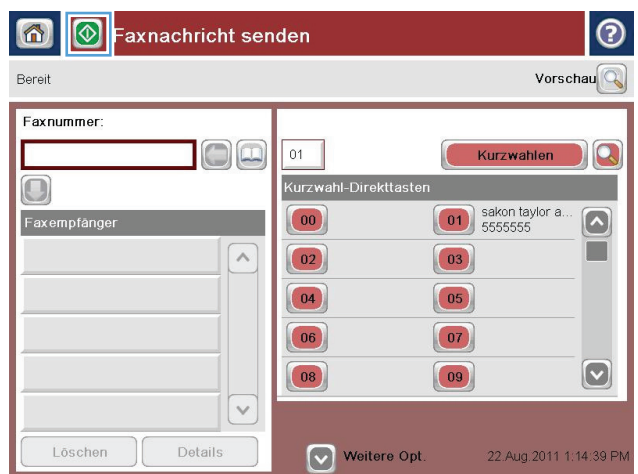 Faxnachricht senden
Bereit
Vorschau
Faxnummer:
01
Kurzwahlen
Kurzwahl-Direkttasten
Faxempfänger
00
01
sakon taylor a...
5555555
02
03
04
05
06
07
08
09
Löschen
Details
Weitere Opt.
22.Aug.2011 1:14:39 PM